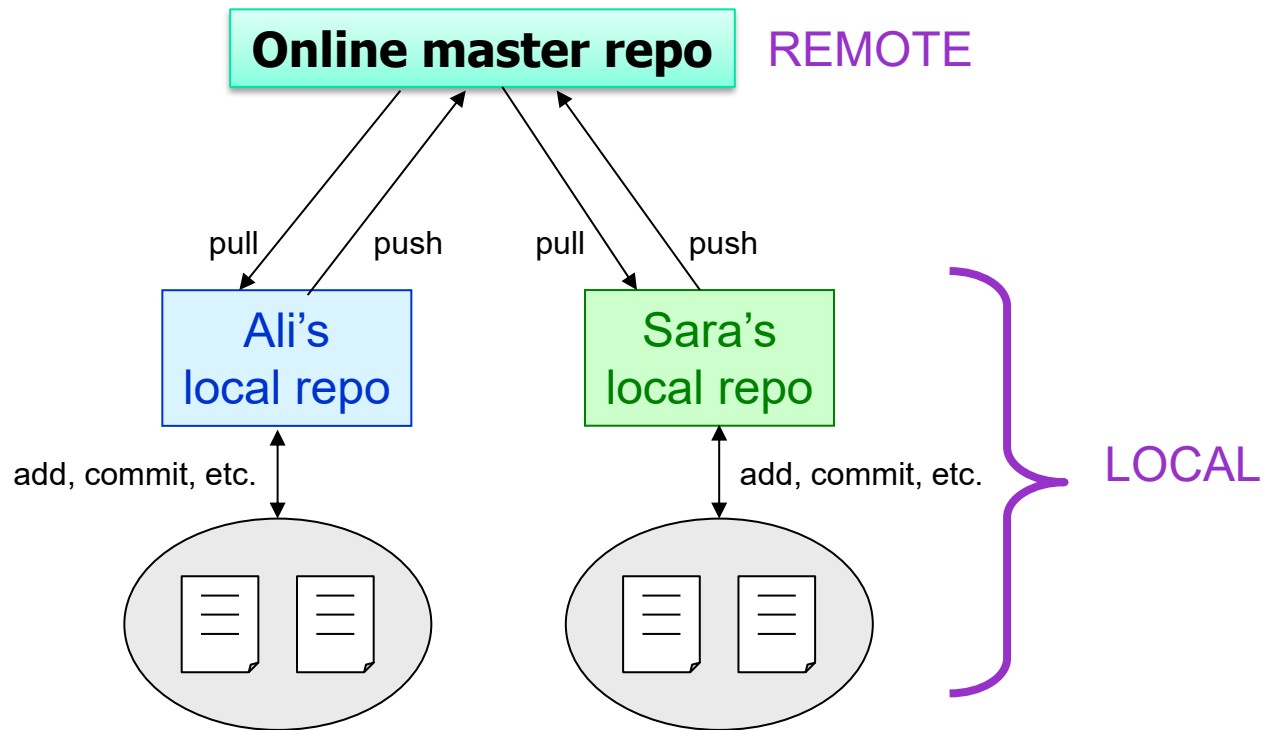 Online master repo
REMOTE
pull
push
pull
push
Ali’s
local repo
Sara’s
local repo
add, commit, etc.
add, commit, etc.
LOCAL